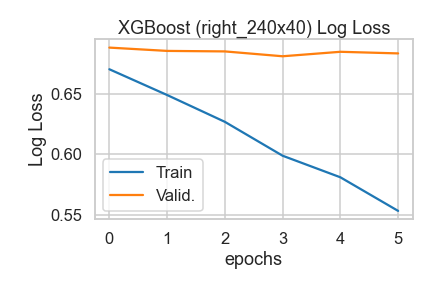 XGBoost (right_240x40) Log Loss
Log Loss
0.65
0.60
0.55
Train
Valid.
0 1 2 3 4 5
epochs